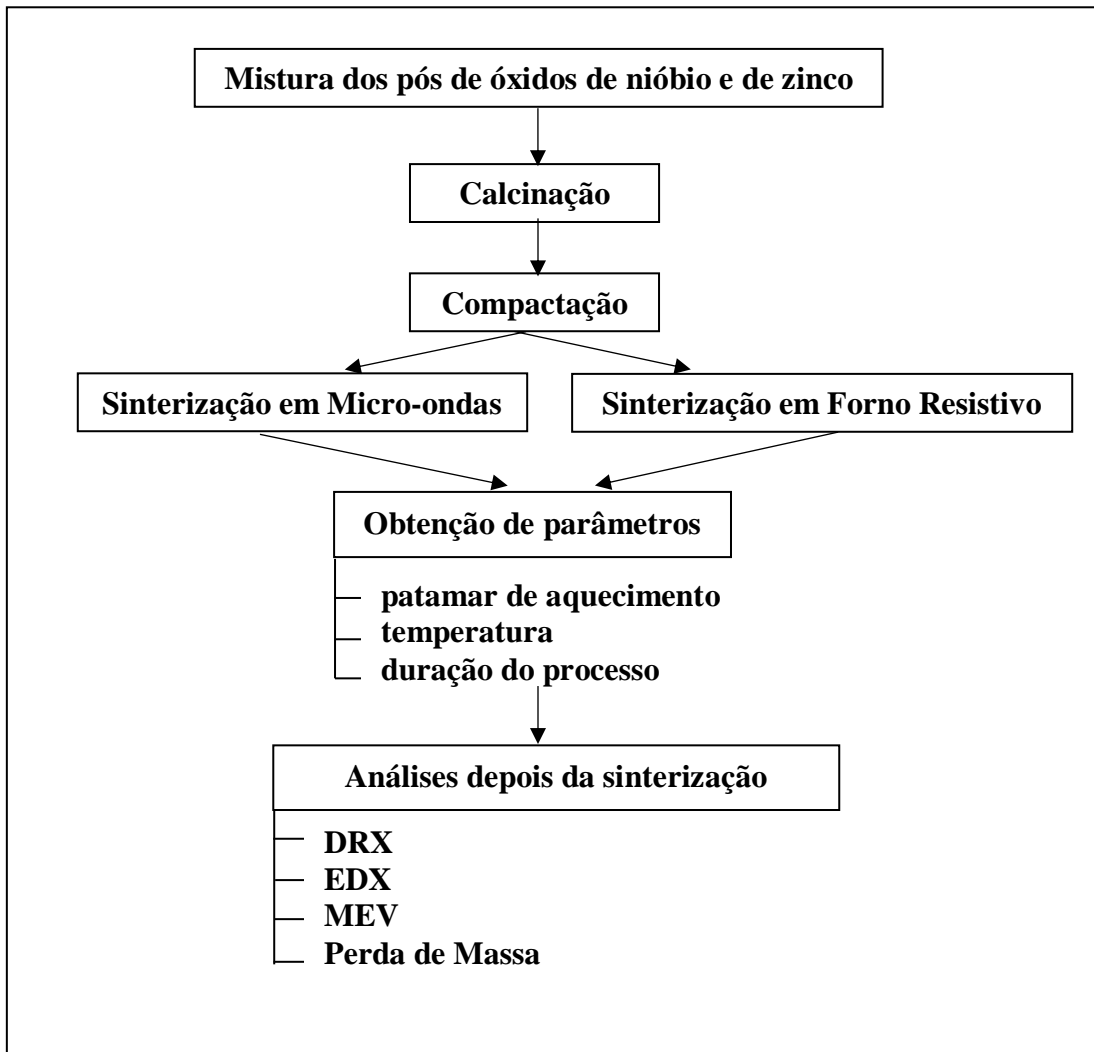 Mistura dos pós de óxidos de nióbio e de zinco
Calcinação
Compactação
Sinterização em Micro-ondas
Sinterização em Forno Resistivo
Obtenção de parâmetros
patamar de aquecimento
temperatura
duração do processo
Análises depois da sinterização
DRX
EDX
MEV
Perda de Massa